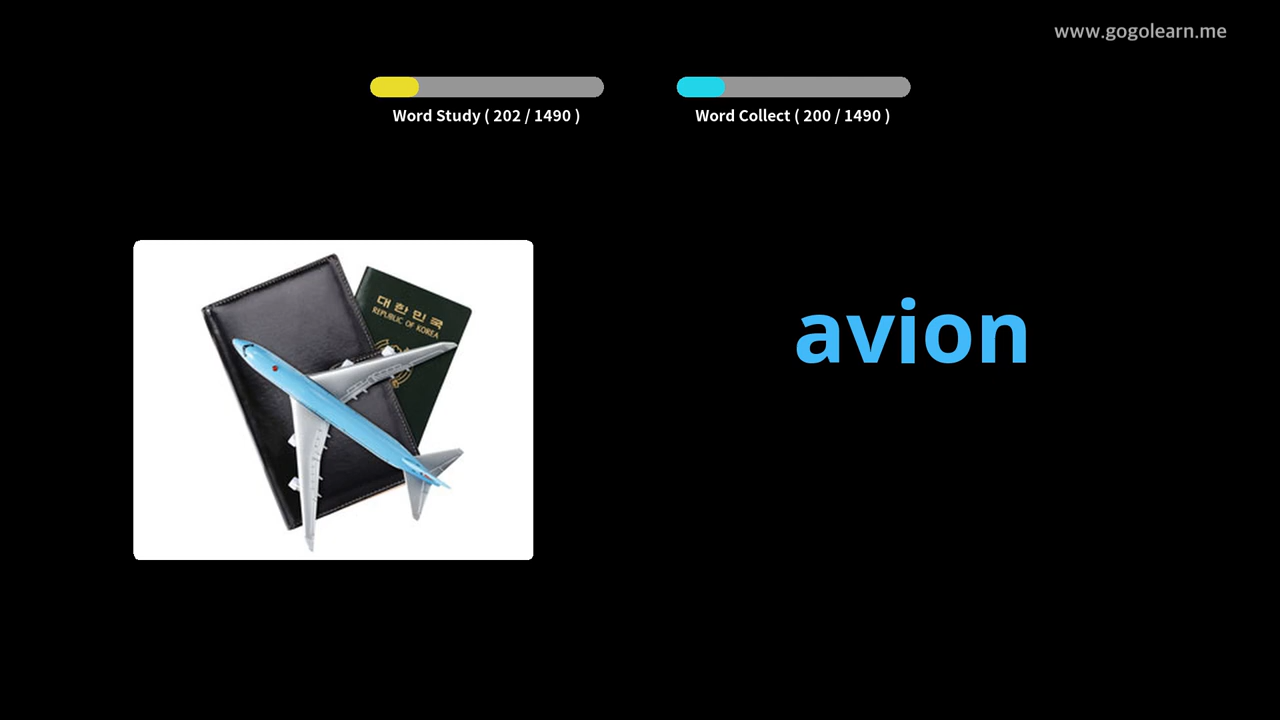 www.gogolearn.me
Word Study ( 202 / 1490 )
Word Collect ( 200 / 1490 )
대한민국
REPUBLIC OF KOREA
avion